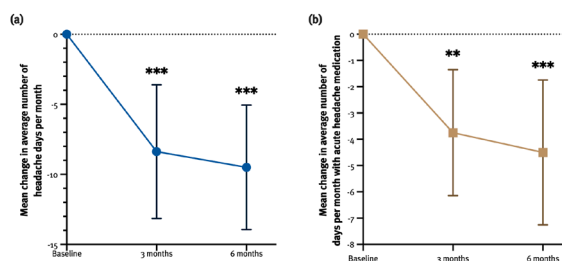 (a)
Mean change in average number of
headache days per month
0
-5
-10
-15
***
***
Baseline
3 months
6 months
(b)
Mean change in average number of
days per month with acute headache medication
0
-1
-2
-3
-4
-5
-6
-7
-8
**
***
Baseline
3 months
6 months